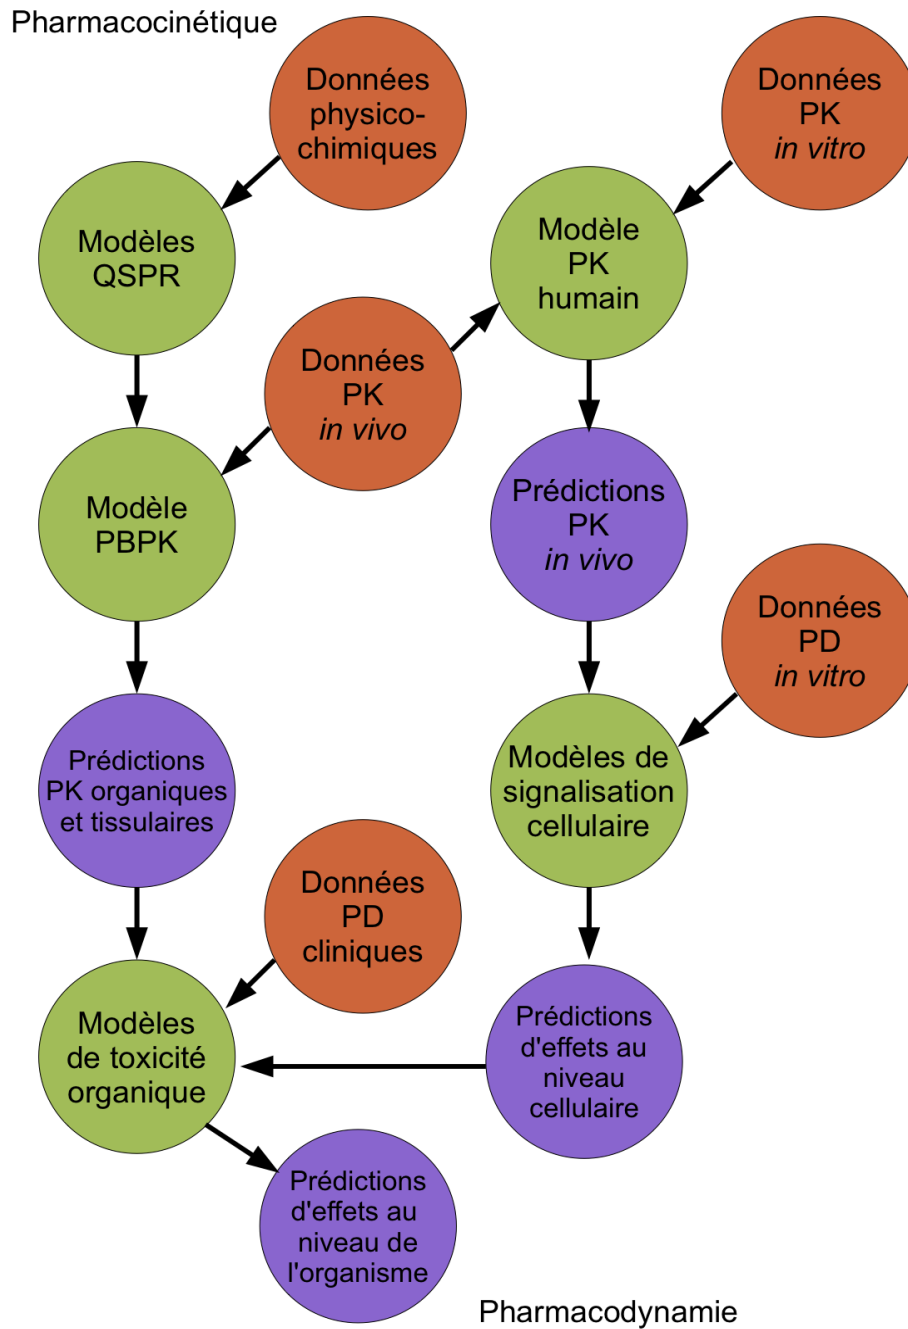 Pharmacocinétique
Données
physico-
chimiques
Données
PK
in vitro
Modèles
QSPR
Modèle
PK
humain
Données
PK
in vivo
Modèle
PBPK
Prédictions
PK
in vivo
Données
PD
in vitro
Prédictions
PK organiques
et tissulaires
Modèles de
signalisation
cellulaire
Données
PD
cliniques
Modèles
de toxicité
organique
Prédictions
d'effets au
niveau
cellulaire
Prédictions
d'effets au
niveau de
l'organisme
Pharmacodynamie